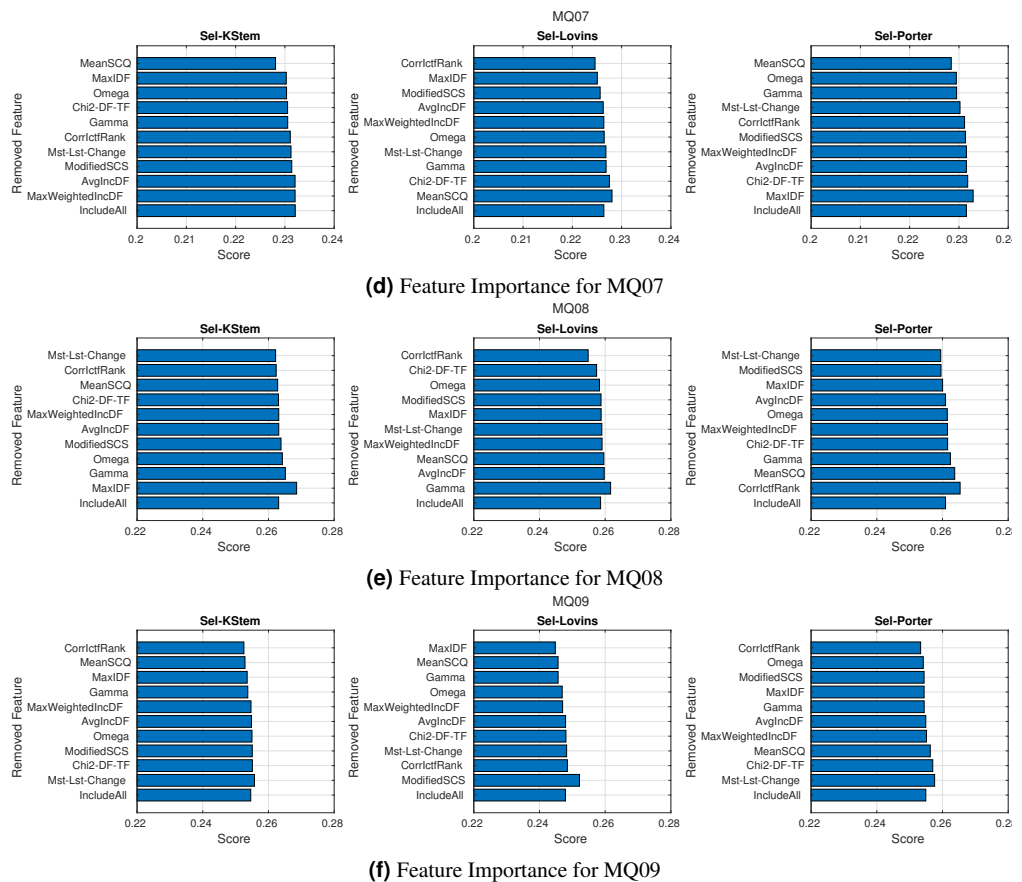 MQ07
Sel-KStem
Removed Feature
MeanSCQ
MaxIDF
Omega
Chi2-DF-TF
Gamma
CorrIctfRank
Mst-Lst-Change
ModifiedSCS
AvgIncDF
MaxWeightedIncDF
IncludeAll
0.2 0.21 0.22 0.23 0.24
Score
Sel-Lovins
Removed Feature
CorrIctfRank
MaxIDF
ModifiedSCS
AvgIncDF
MaxWeightedIncDF
Omega
Mst-Lst-Change
Gamma
Chi2-DF-TF
MeanSCQ
IncludeAll
0.2 0.21 0.22 0.23 0.24
Score
Sel-Porter
Removed Feature
MeanSCQ
Omega
Gamma
Mst-Lst-Change
CorrIctfRank
ModifiedSCS
MaxWeightedIncDF
AvgIncDF
Chi2-DF-TF
MaxIDF
IncludeAll
0.2 0.21 0.22 0.23
Score
(d) Feature Importance for MQ07
MQ08
Sel-KStem
Removed Feature
Mst-Lst-Change
CorrIctfRank
MeanSCQ
Chi2-DF-TF
MaxWeightedIncDF
AvgIncDF
ModifiedSCS
Omega
Gamma
MaxIDF
IncludeAll
0.22 0.24 0.26 0.28
Score
Sel-Lovins
Removed Feature
CorrIctfRank
Chi2-DF-TF
Omega
ModifiedSCS
MaxIDF
Mst-Lst-Change
MaxWeightedIncDF
MeanSCQ
AvgIncDF
Gamma
IncludeAll
0.22 0.24 0.26 0.28
Score
Sel-Porter
Removed Feature
Mst-Lst-Change
ModifiedSCS
MaxIDF
AvgIncDF
Omega
MaxWeightedIncDF
Chi2-DF-TF
Gamma
MeanSCQ
CorrIctfRank
IncludeAll
0.22 0.24 0.26
Score
(e) Feature Importance for MQ08
MQ09
Sel-KStem
Removed Feature
CorrIctfRank
MeanSCQ
MaxIDF
Gamma
MaxWeightedIncDF
AvgIncDF
Omega
ModifiedSCS
Chi2-DF-TF
Mst-Lst-Change
IncludeAll
0.22 0.24 0.26 0.28
Score
Sel-Lovins
Removed Feature
MaxIDF
MeanSCQ
Gamma
Omega
MaxWeightedIncDF
AvgIncDF
Chi2-DF-TF
Mst-Lst-Change
CorrIctfRank
ModifiedSCS
IncludeAll
0.22 0.24 0.26 0.28
Score
Sel-Porter
Removed Feature
CorrIctfRank
Omega
ModifiedSCS
MaxIDF
Gamma
AvgIncDF
MaxWeightedIncDF
MeanSCQ
Chi2-DF-TF
Mst-Lst-Change
IncludeAll
0.22 0.24 0.26
Score
(f) Feature Importance for MQ09